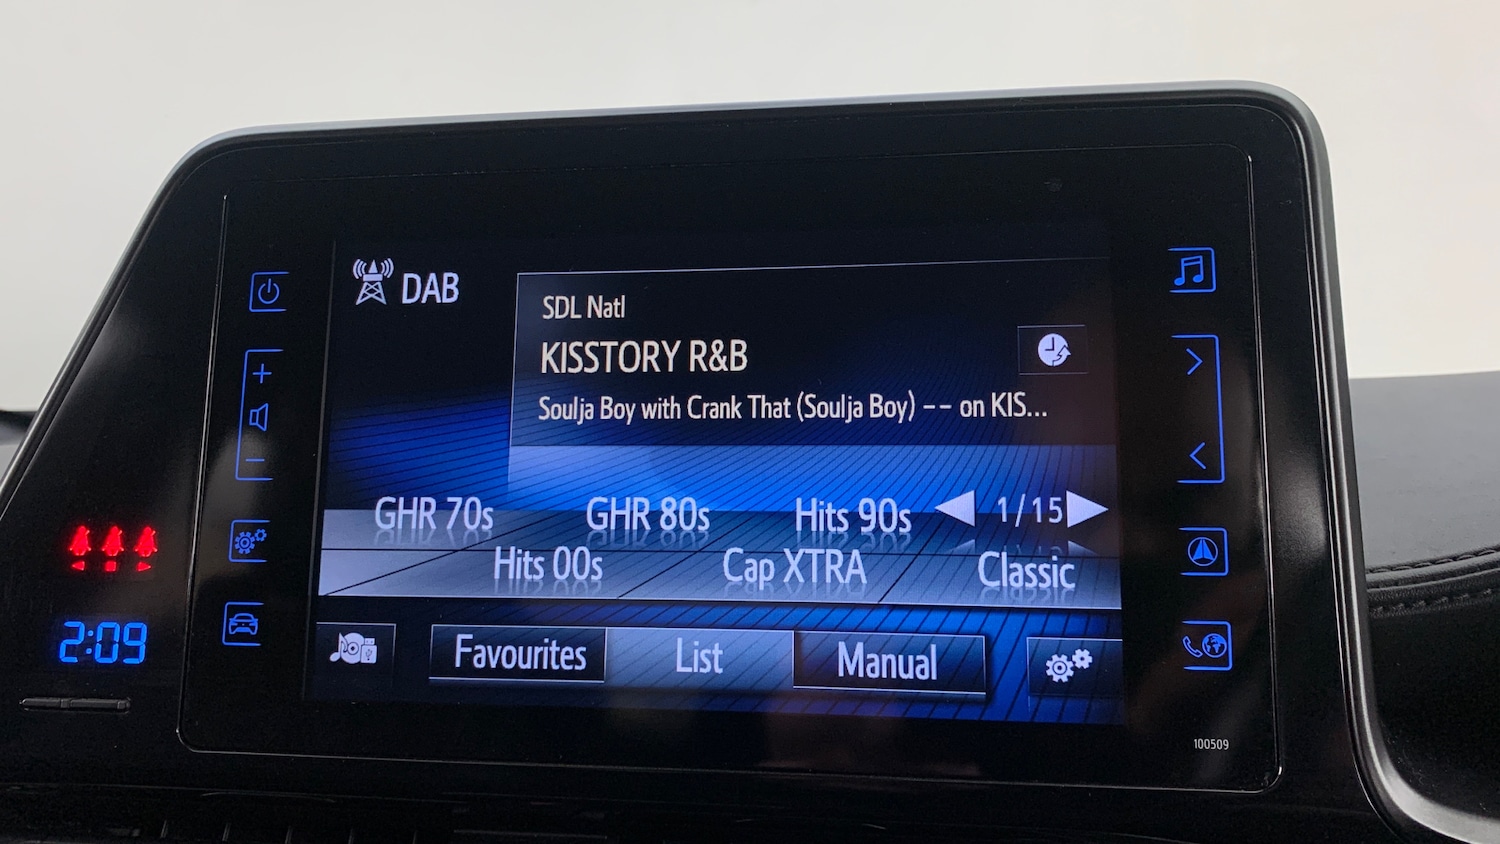 DAB
SDL Natl
KISSTORY R&B
Soulja Boy with Crank That (Soulja Boy) -- on KIS...
GHR 70s GHR 80s Hits 90s 1/15
Hits 00s Cap XTRA Classic
Favourites List Manual
2:09
100509